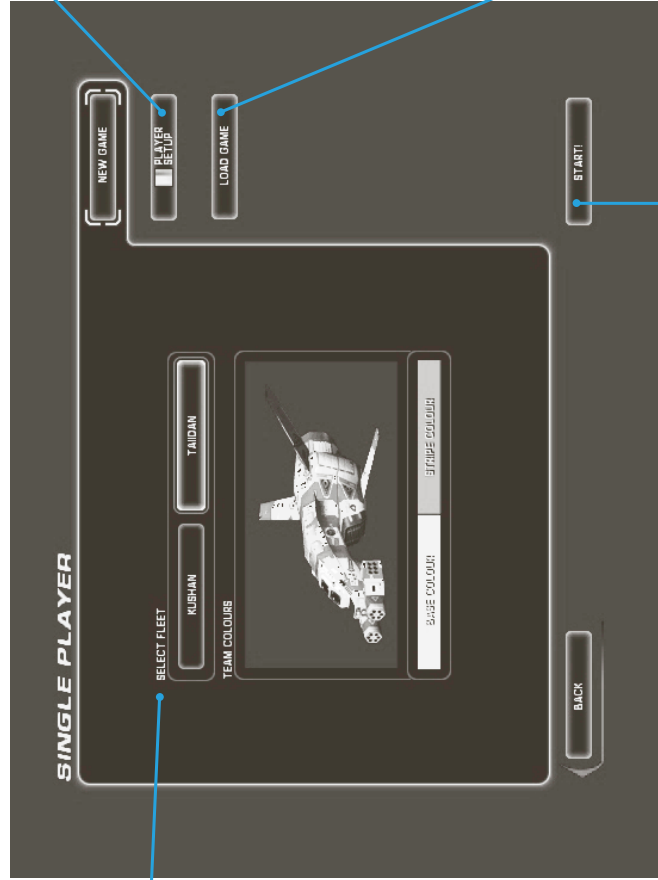 SINGLE PLAYER
NEW GAME
SELECT FLEET
KUSHAN
TAIIDAN
PLAYER
SETUP
LOAD GAME
TEAM COLOURS
BASE COLOUR
STRIPE COLOUR
BACK
START!